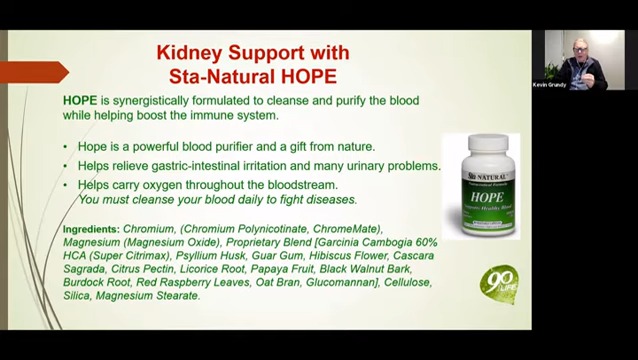 Kidney Support with
Sta-Natural HOPE
HOPE is synergistically formulated to cleanse and purify the blood
while helping boost the immune system.
Hope is a powerful blood purifier and a gift from nature.
Helps relieve gastric-intestinal irritation and many urinary problems.
Helps carry oxygen throughout the bloodstream.
You must cleanse your blood daily to fight diseases.
Ingredients: Chromium, (Chromium Polynicotinate, ChromeMate),
Magnesium (Magnesium Oxide), Proprietary Blend [Garcinia Cambogia 60%
HCA (Super Citrimax), Psyllium Husk, Guar Gum, Hibiscus Flower, Cascara
Sagrada, Citrus Pectin, Licorice Root, Papaya Fruit, Black Walnut Bark,
Burdock Root, Red Raspberry Leaves, Oat Bran, Glucomannan], Cellulose,
Silica, Magnesium Stearate.
Kevin Grundy
STA NATURAL
HOPE
90
LIFE